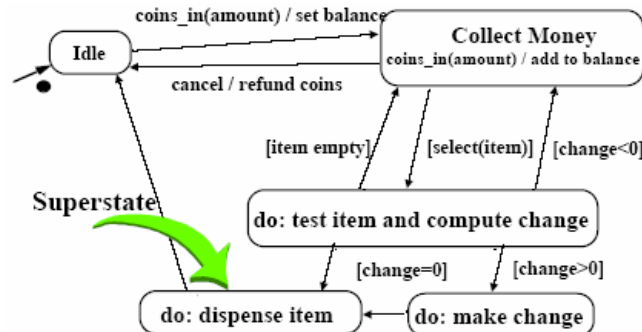 coins_in(amount) / set balance
Idle
Collect Money
coins_in(amount) / add to balance
cancel / refund coins
[item empty]
[select(item)]
[change<0]
Superstate
do: test item and compute change
[change=0]
[change>0]
do: dispense item
do: make change